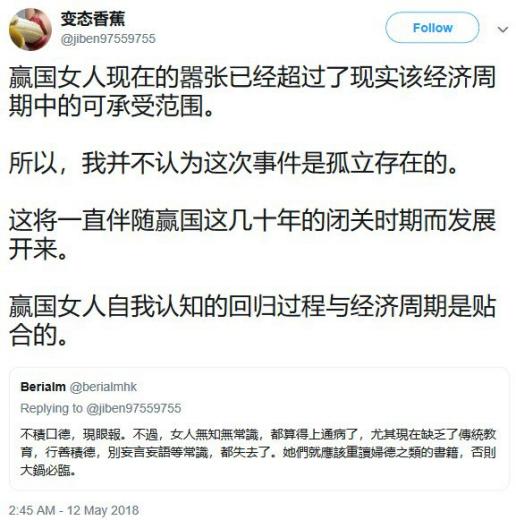 变态香蕉
@jiben97559755
Follow
赢国女人现在的嚣张已经超过了现实该经济周
期中的可承受范围。
所以，我并不认为这次事件是孤立存在的。
这将一直伴随赢国这几十年的闭关时期而发展
开来。
赢国女人自我认知的回归过程与经济周期是贴
合的。
Berialm @berialmhk
Replying to @jiben97559755
不積口德，現眼報。不過，女人無知無常識，都算得上通病了，尤其現在缺乏了傳統教
育，行善積德，別妄言妄語等常識，都失去了。她們就應該重讀婦德之類的書籍，否則
大鍋必臨。
2:45 AM - 12 May 2018